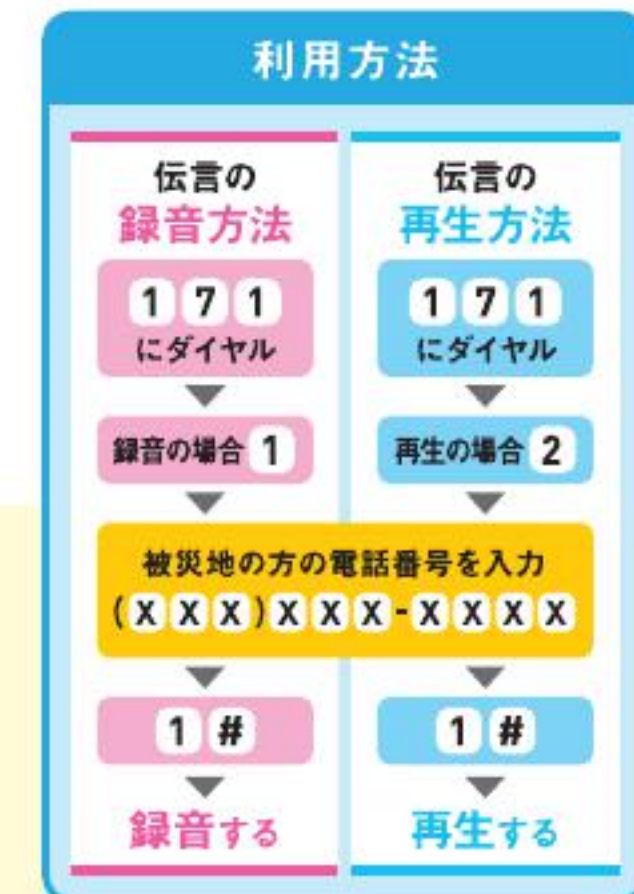 利用方法
伝言の
録音方法
171
にダイヤル
録音の場合 1
伝言の
再生方法
171
にダイヤル
再生の場合 2
被災地の方の電話番号を入力
(XXX)XXX-XXXX
1 #
録音する
1 #
再生する